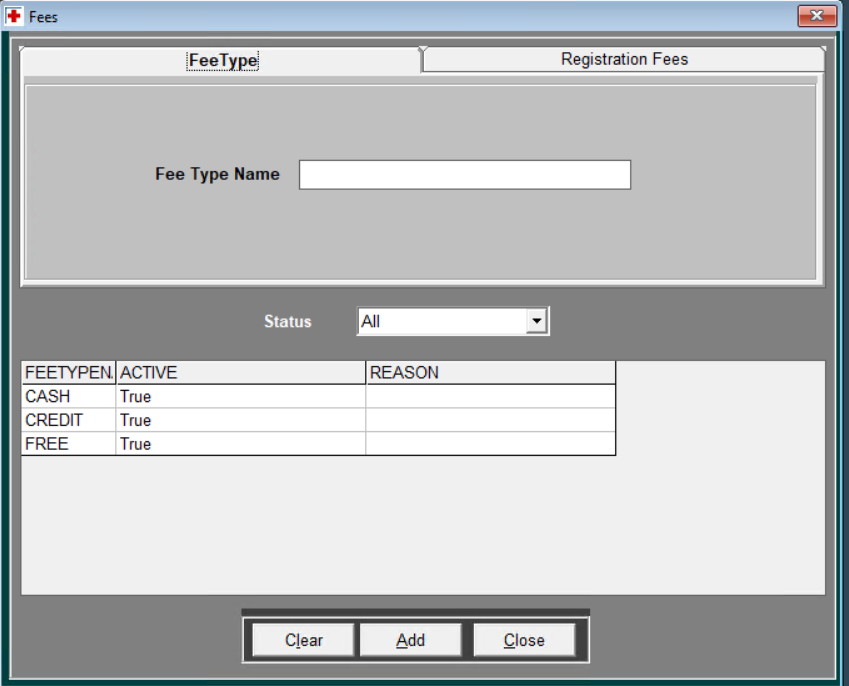 Fees
FeeType Registration Fees
Fee Type Name
Status All
FEETYPEN. ACTIVE REASON
CASH True
CREDIT True
FREE True
Clear Add Close